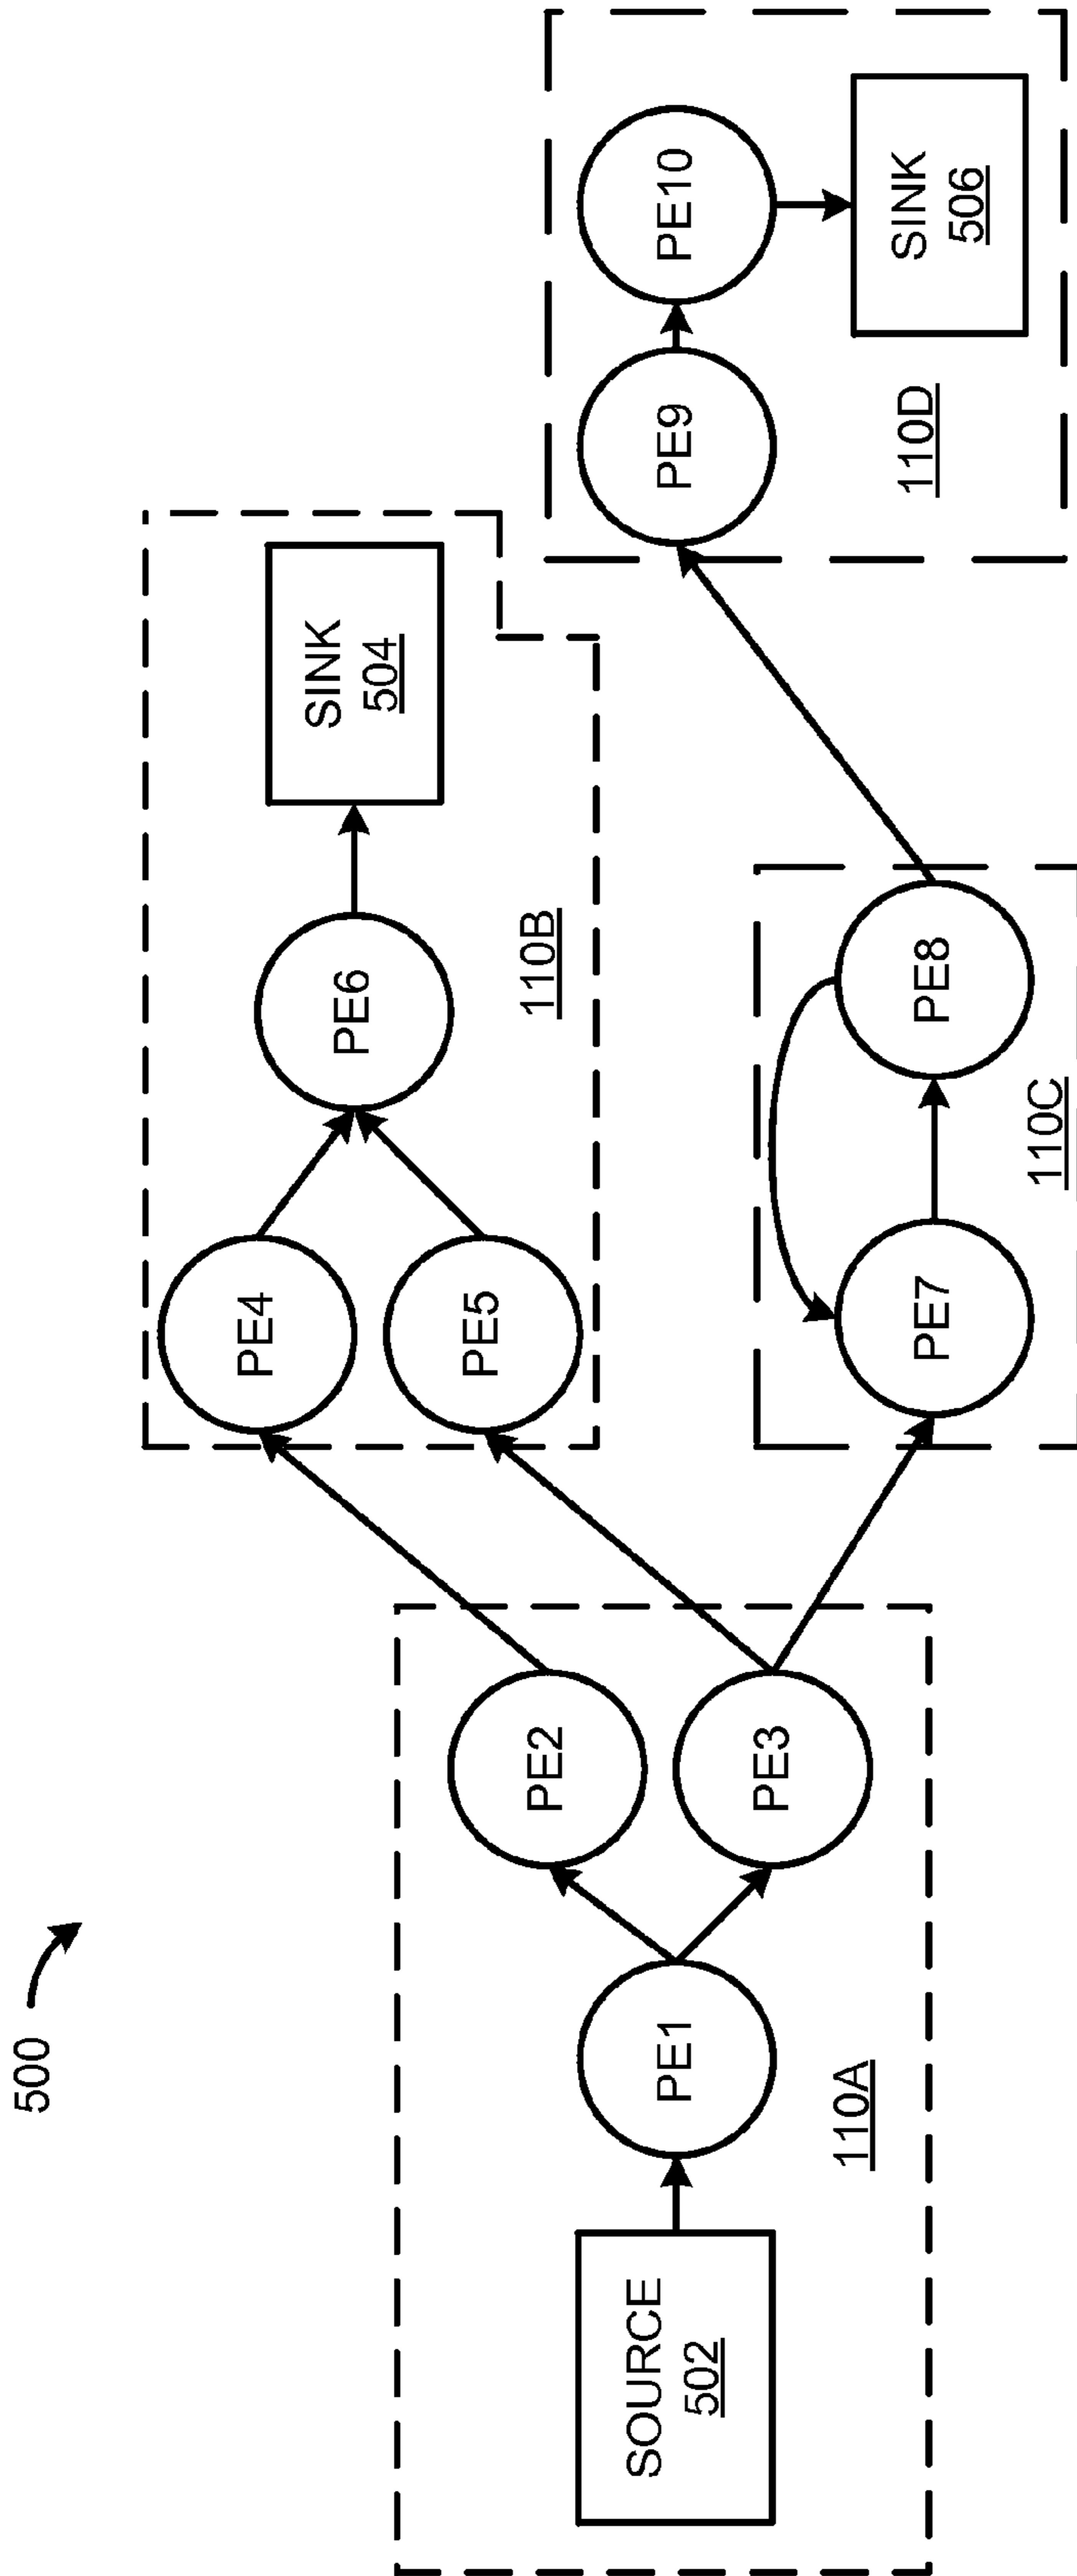 500
SOURCE
502
PE1
PE2
PE3
110A
PE4
PE5
PE6
SINK
504
110B
PE7
PE8
110C
PE9
PE10
SINK
506
110D